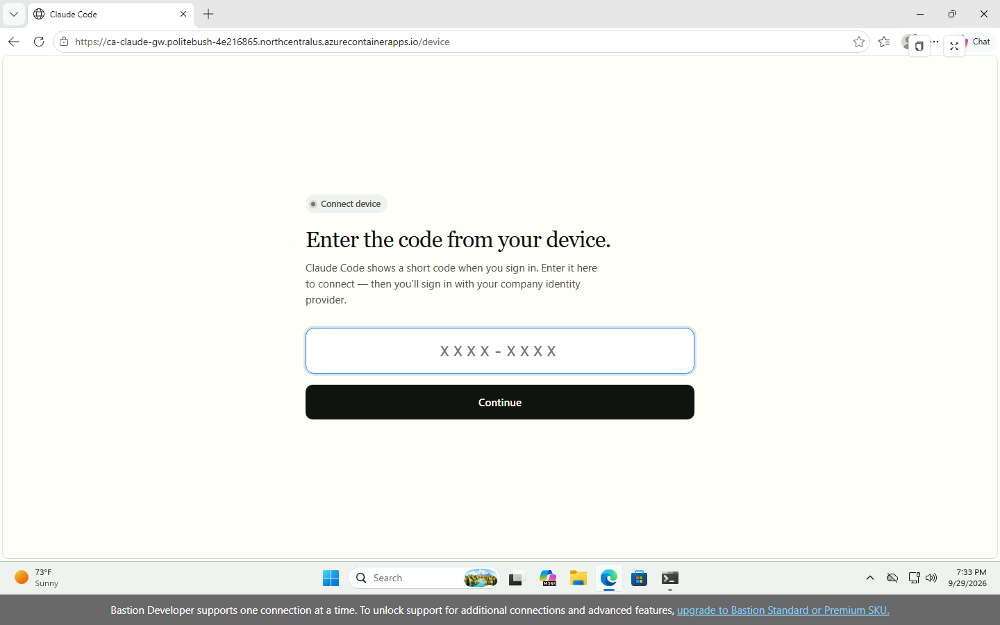 Claude Code
https://ca-claude-gw.politebush-4e216865.northcentralus.azurecontainerapps.io/device
Chat
Connect device
Enter the code from your device.
Claude Code shows a short code when you sign in. Enter it here
to connect — then you'll sign in with your company identity
provider.
XXXX-XXXX
Continue
73°F
Sunny
Search
M365
7:33 PM
9/29/2026
Bastion Developer supports one connection at a time. To unlock support for additional connections and advanced features, upgrade to Bastion Standard or Premium SKU.